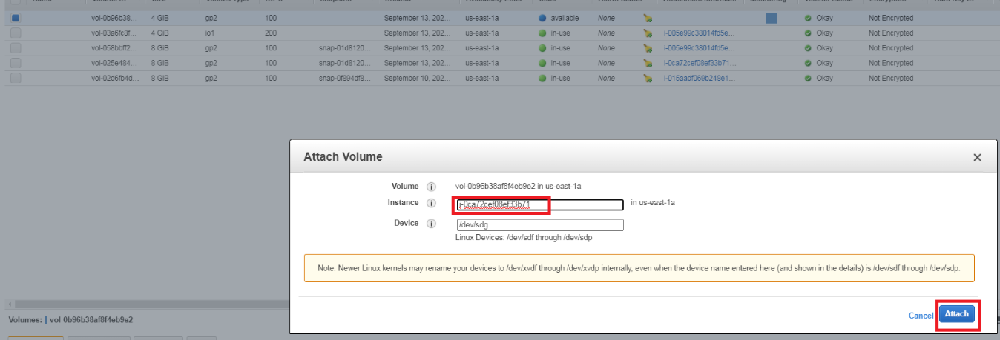 Name Volume ID Size Volume Type IOPS Snapshot Created Availability Zone State Alarm Status Attachment Informati Monitoring Volume Status Encryption
vol-0b96b38... 4 GiB gp2 100 September 13, 202... us-east-1a available None Okay Not Encrypted
vol-03a6fc8f... 4 GiB io1 200 September 13, 202... us-east-1a in-use None i-005e99c38014fd5e... Okay Not Encrypted
vol-058bbff2... 8 GiB gp2 100 snap-01d8120... September 13, 202... us-east-1a in-use None i-005e99c38014fd5e... Okay Not Encrypted
vol-025e484... 8 GiB gp2 100 snap-01d8120... September 13, 202... us-east-1a in-use None i-0ca72cef08ef33b71... Okay Not Encrypted
vol-02d6fb4d... 8 GiB gp2 100 snap-0f894df8... September 10, 202... us-east-1a in-use None i-015aadf069b248e1... Okay Not Encrypted
Attach Volume
Volume vol-0b96b38af8f4eb9e2 in us-east-1a
Instance i-0ca72cef08ef33b71 in us-east-1a
Device /dev/sdg
Linux Devices: /dev/sdf through /dev/sdp
Note: Newer Linux kernels may rename your devices to /dev/xvdf through /dev/xvdp internally, even when the device name entered here (and shown in the details) is /dev/sdf through /dev/sdp.
Cancel Attach
Volumes: vol-0b96b38af8f4eb9e2